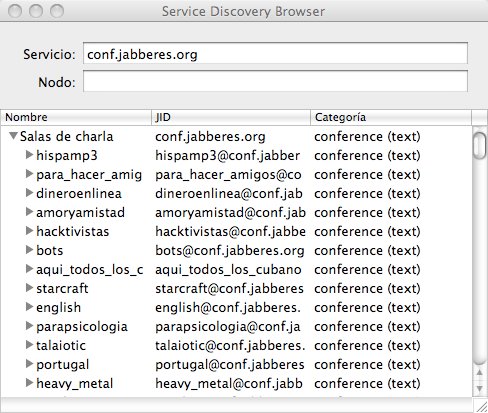 Service Discovery Browser
Servicio: conf.jabberes.org
Nodo:
Nombre JID Categoría
Salas de charla conf.jabberes.org conference (text)
hispamp3 hispamp3@conf.jabber conference (text)
para_hacer_amig para_hacer_amigos@co conference (text)
dineroenlinea dineroenlinea@conf.jab conference (text)
amoryamistad amoryamistad@conf.jab conference (text)
hacktivistas hacktivistas@conf.jabbe conference (text)
bots bots@conf.jabberes.org conference (text)
aqui_todos_los_c aqui_todos_los_cubano conference (text)
starcraft starcraft@conf.jabberes conference (text)
english english@conf.jabberes. conference (text)
parapsicologia parapsicologia@conf.ja conference (text)
talaiotic talaiotic@conf.jabberes. conference (text)
portugal portugal@conf.jabberes conference (text)
heavy_metal heavy_metal@conf.jabb conference (text)